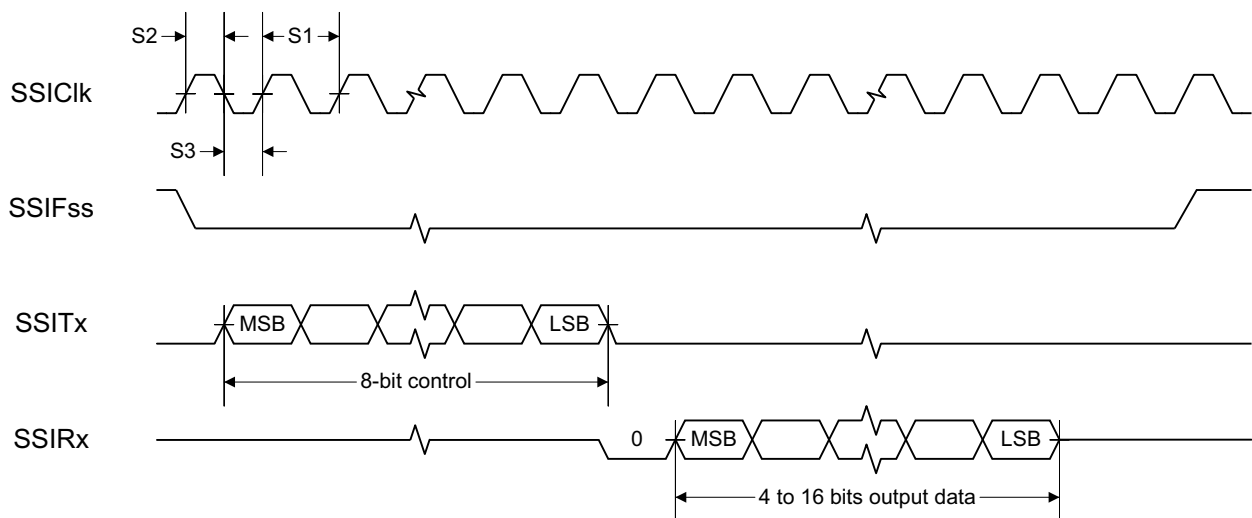 S2
S1
SSIClk
S3
SSIFss
SSITx
MSB
LSB
8-bit control
SSIRx
0
MSB
LSB
4 to 16 bits output data